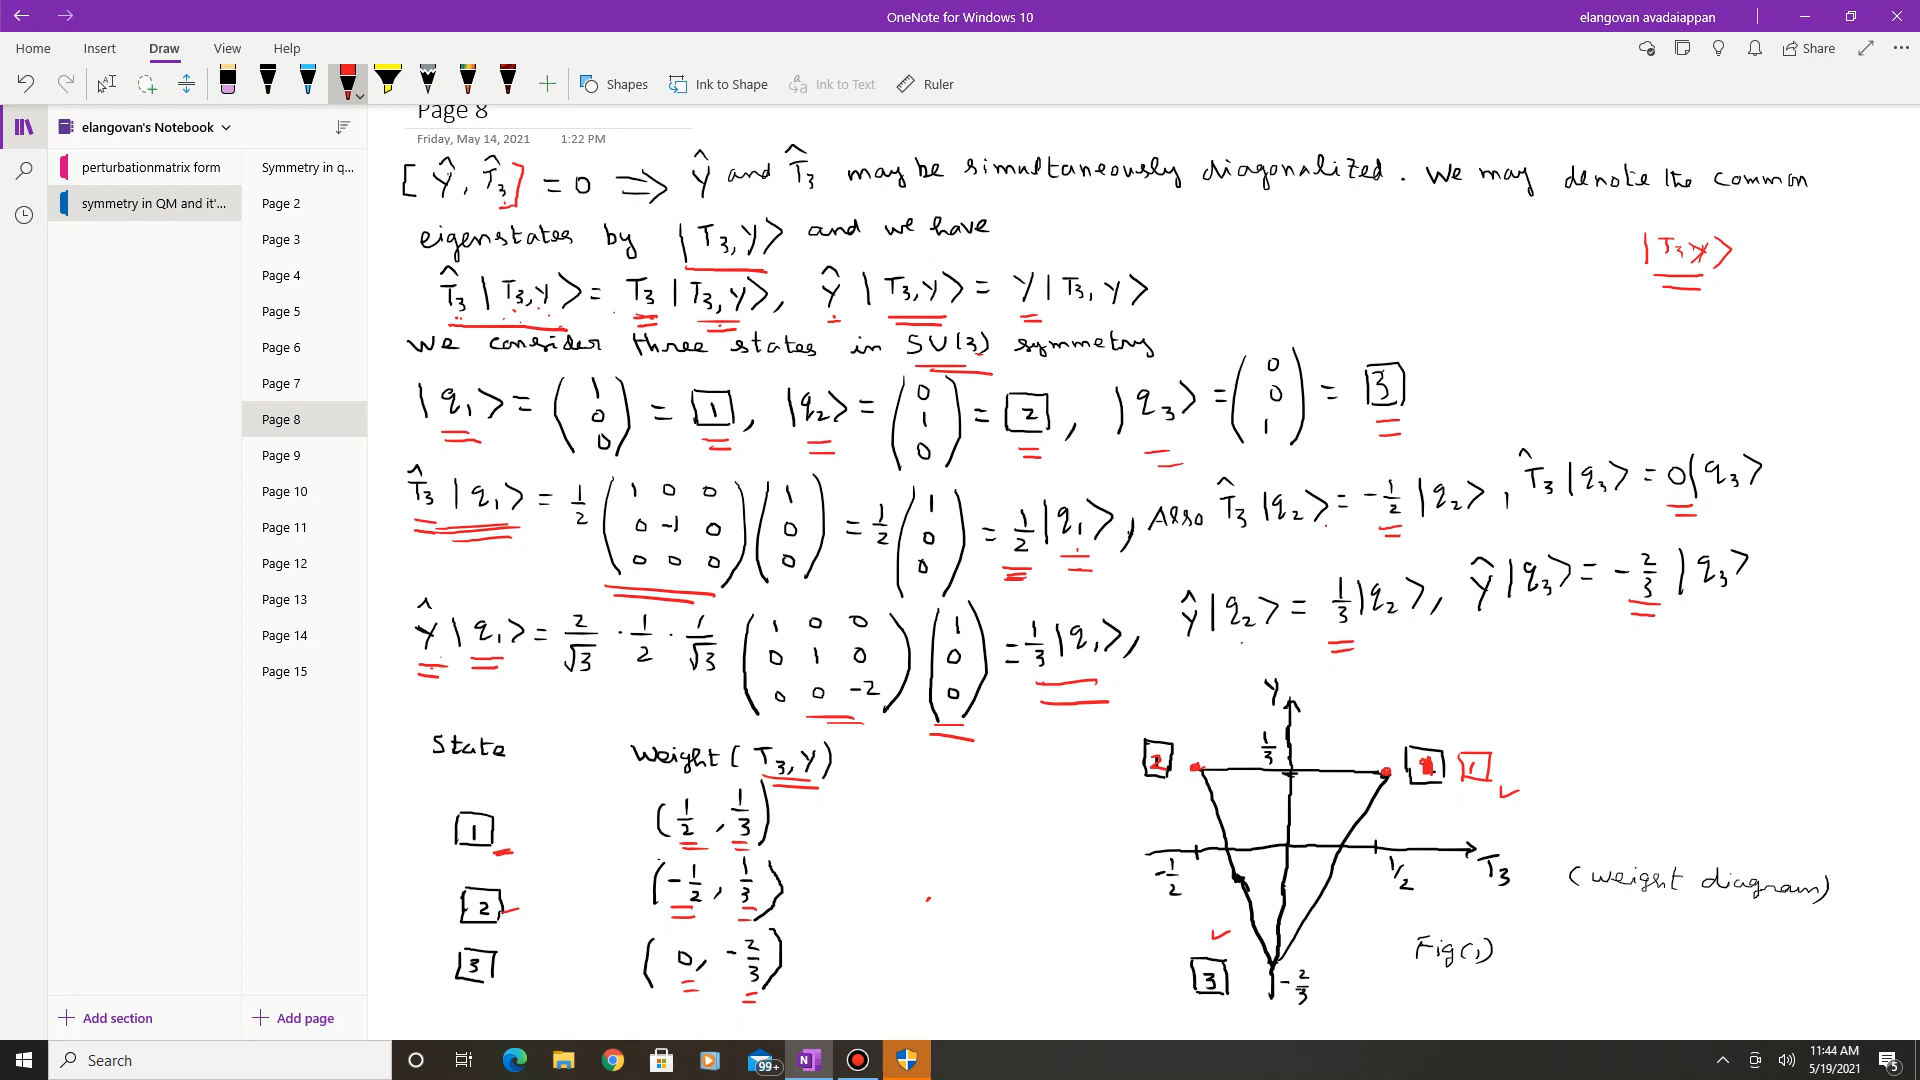 OneNote for Windows 10
elangovan avadaiappan
Home Insert Draw View Help
Share
Shapes Ink to Shape Ink to Text Ruler
elangovan's Notebook
perturbationmatrix form
symmetry in QM and it'...
Symmetry in q...
Page 2
Page 3
Page 4
Page 5
Page 6
Page 7
Page 8
Page 9
Page 10
Page 11
Page 12
Page 13
Page 14
Page 15
Add section
Add page
Page 8
Friday, May 14, 2021 1:22 PM
[Ŷ, T̂₃] = 0 ⟹ Ŷ and T̂₃ may be simultaneously diagonalized. We may denote the common
eigenstates by |T₃,Y⟩ and we have
|T₃Y⟩
T̂₃ |T₃,Y⟩ = T₃ |T₃,Y⟩, Ŷ |T₃,Y⟩ = Y |T₃,Y⟩
We consider three states in SU(3) symmetry
|q₁⟩ = (1 0 0) = 1, |q₂⟩ = (0 1 0) = 2, |q₃⟩ = (0 0 1) = 3
T̂₃ |q₁⟩ = 1/2 (1 0 0 0 -1 0 0 0 0) (1 0 0) = 1/2 (1 0 0) = 1/2 |q₁⟩, Also T̂₃ |q₂⟩ = -1/2 |q₂⟩, T̂₃ |q₃⟩ = 0|q₃⟩
Ŷ |q₁⟩ = 2/√3 · 1/2 · 1/√3 (1 0 0 0 1 0 0 0 -2) (1 0 0) = 1/3 |q₁⟩, Ŷ |q₂⟩ = 1/3 |q₂⟩, Ŷ |q₃⟩ = -2/3 |q₃⟩
State Weight (T₃,Y)
1 (1/2, 1/3)
2 (-1/2, 1/3)
3 (0, -2/3)
Y
1/3
2 1
-1/2 1/2 T₃
(weight diagram)
Fig(1)
3 -2/3
Search
99+
11:44 AM
5/19/2021
5